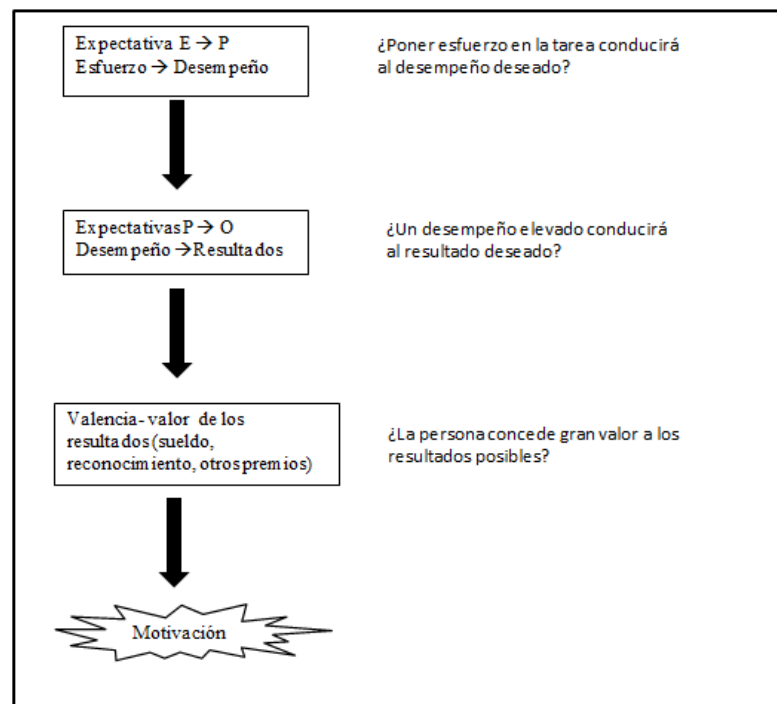 Expectativa E → P
Esfuerzo → Desempeño
¿Poner esfuerzo en la tarea conducirá
al desempeño deseado?
Expectativas P → O
Desempeño → Resultados
¿Un desempeño elevado conducirá
al resultado deseado?
Valencia- valor de los
resultados (sueldo,
reconocimiento, otros premios)
¿La persona concede gran valor a los
resultados posibles?
Motivación